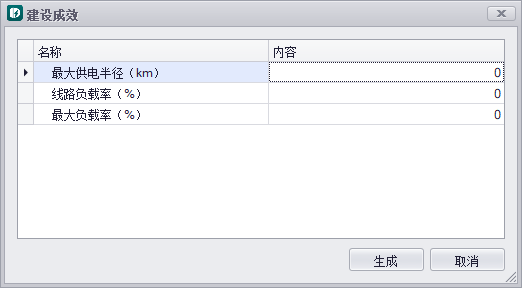 建设成效
名称 内容
最大供电半径（km） 0
线路负载率（%） 0
最大负载率（%） 0
生成 取消